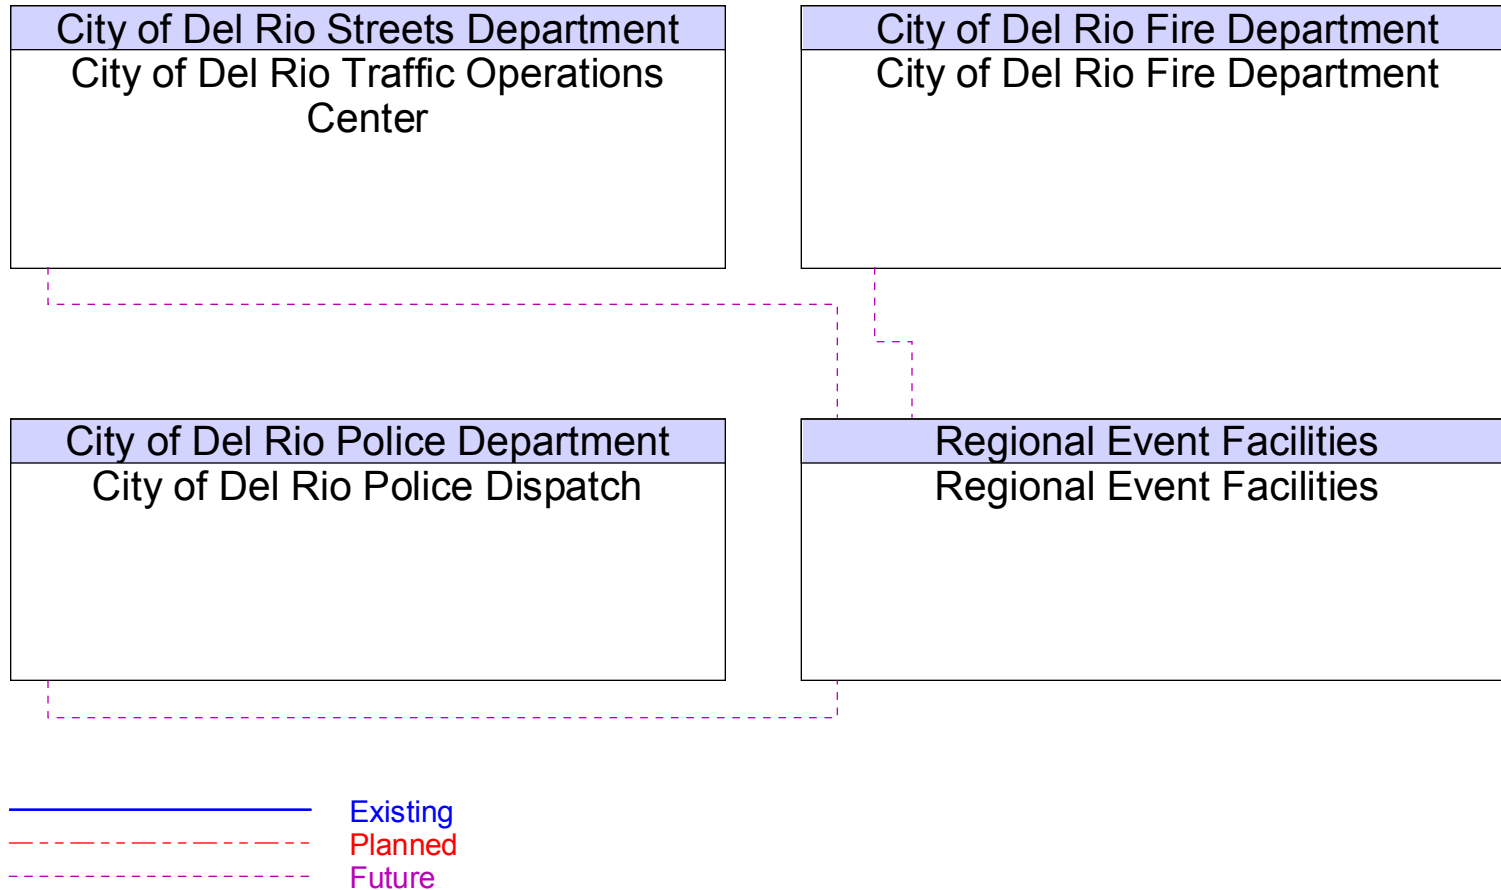 City of Del Rio Streets Department
City of Del Rio Traffic Operations
Center
City of Del Rio Fire Department
City of Del Rio Fire Department
City of Del Rio Police Department
City of Del Rio Police Dispatch
Regional Event Facilities
Regional Event Facilities
Existing
Planned
Future